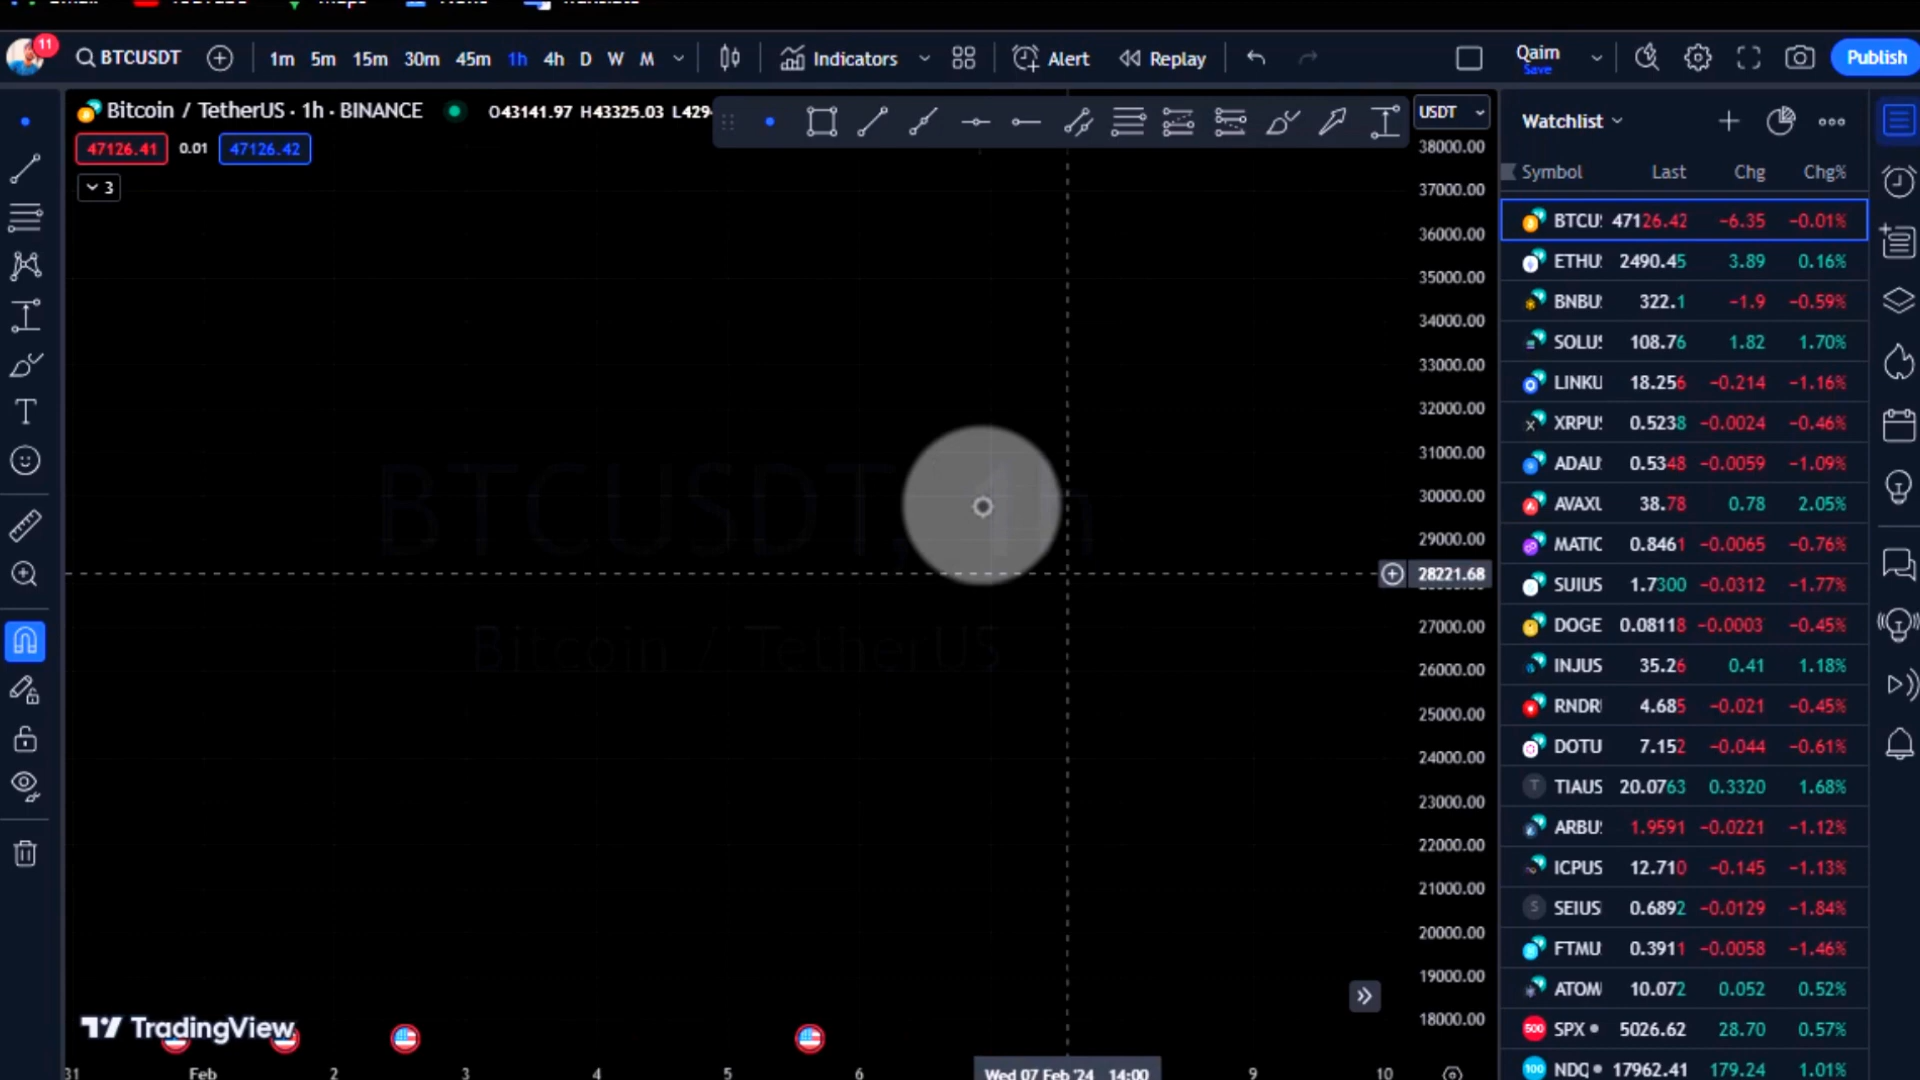 11
BTCUSDT
1m 5m 15m 30m 45m 1h 4h D W M
Indicators
Alert
Replay
Qaim
Save
Publish
Bitcoin / TetherUS · 1h · BINANCE
O43141.97 H43325.03 L429
USDT
47126.41 0.01 47126.42
3
BTCUSDT, 1h
Bitcoin / TetherUS
38000.00
37000.00
36000.00
35000.00
34000.00
33000.00
32000.00
31000.00
30000.00
29000.00
28221.68
27000.00
26000.00
25000.00
24000.00
23000.00
22000.00
21000.00
20000.00
19000.00
18000.00
TradingView
31 Feb 2 3 4 5 6 Wed 07 Feb '24 14:00 9 10
Watchlist
Symbol Last Chg Chg%
BTCU 47126.42 −6.35 −0.01%
ETHU 2490.45 3.89 0.16%
BNBU 322.1 −1.9 −0.59%
SOLU 108.76 1.82 1.70%
LINKU 18.256 −0.214 −1.16%
XRPU 0.5238 −0.0024 −0.46%
ADAU 0.5348 −0.0059 −1.09%
AVAXU 38.78 0.78 2.05%
MATIC 0.8461 −0.0065 −0.76%
SUIUS 1.7300 −0.0312 −1.77%
DOGE 0.08118 −0.0003 −0.45%
INJUS 35.26 0.41 1.18%
RNDR 4.685 −0.021 −0.45%
DOTU 7.152 −0.044 −0.61%
T TIAUS 20.0763 0.3320 1.68%
ARBU 1.9591 −0.0221 −1.12%
ICPUS 12.710 −0.145 −1.13%
S SEIUS 0.6892 −0.0129 −1.84%
FTMU 0.3911 −0.0058 −1.46%
ATOM 10.072 0.052 0.52%
500 SPX 5026.62 28.70 0.57%
100 NDQ 17962.41 179.24 1.01%